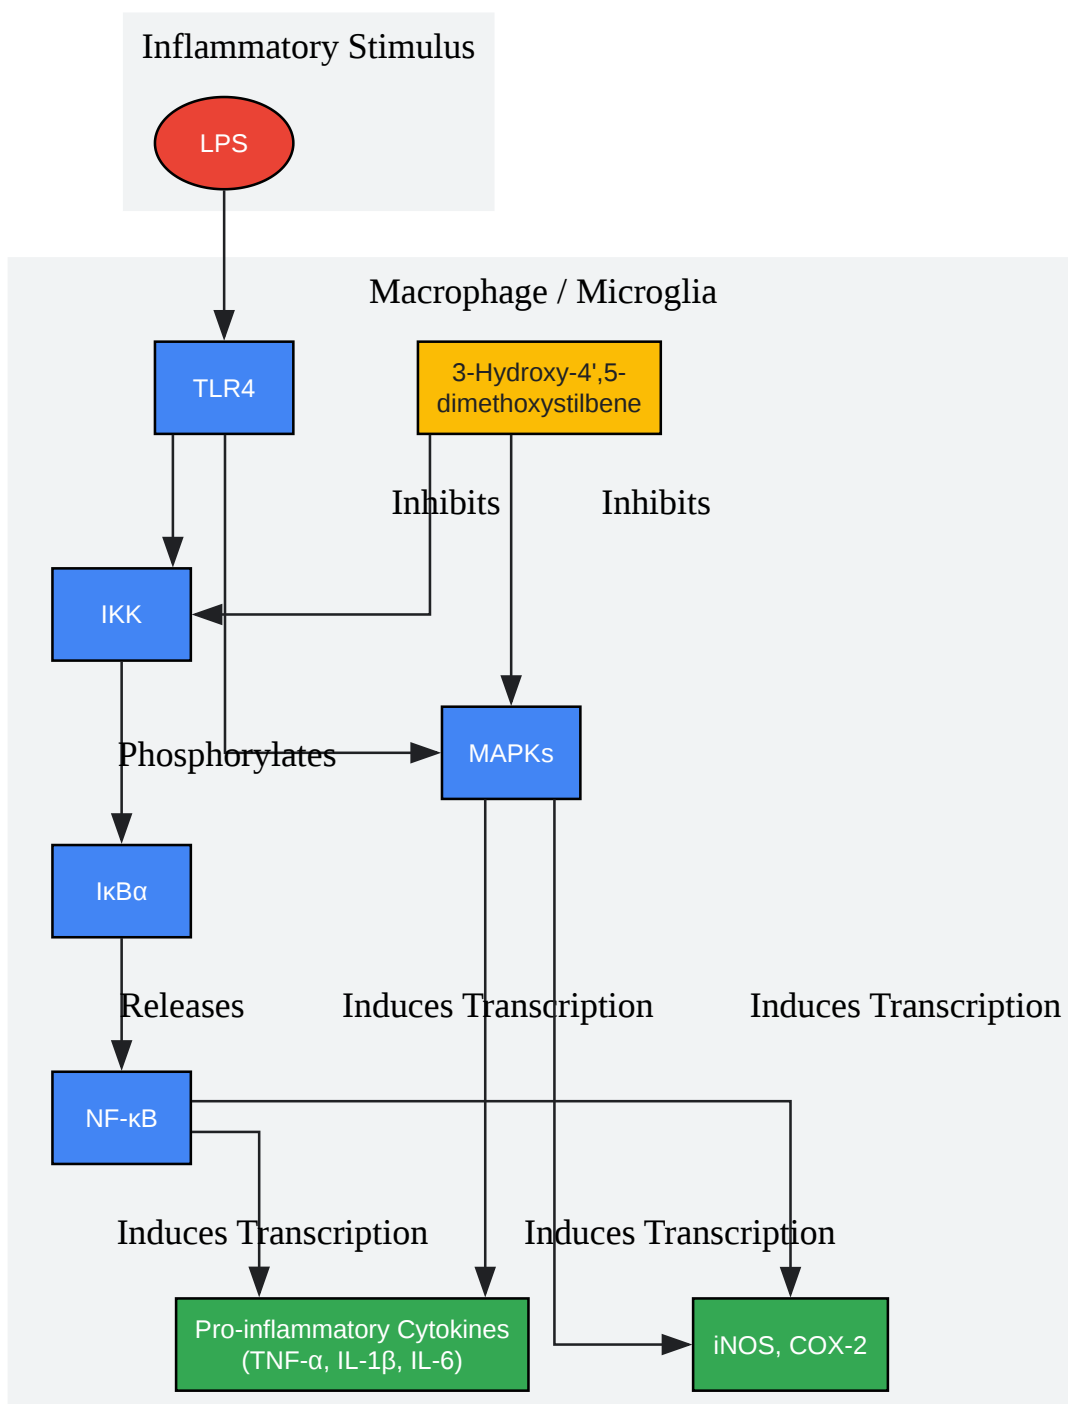 Inflammatory Stimulus
LPS
Macrophage / Microglia
TLR4
3-Hydroxy-4',5-
dimethoxystilbene
Inhibits
Inhibits
IKK
Phosphorylates
MAPKs
IκBα
Releases
Induces Transcription
Induces Transcription
NF-κB
Induces Transcription
Induces Transcription
Pro-inflammatory Cytokines
(TNF-α, IL-1β, IL-6)
iNOS, COX-2